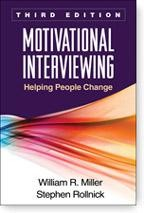 THIRD EDITION
MOTIVATIONAL
INTERVIEWING
Helping People Change
William R. Miller
Stephen Rollnick